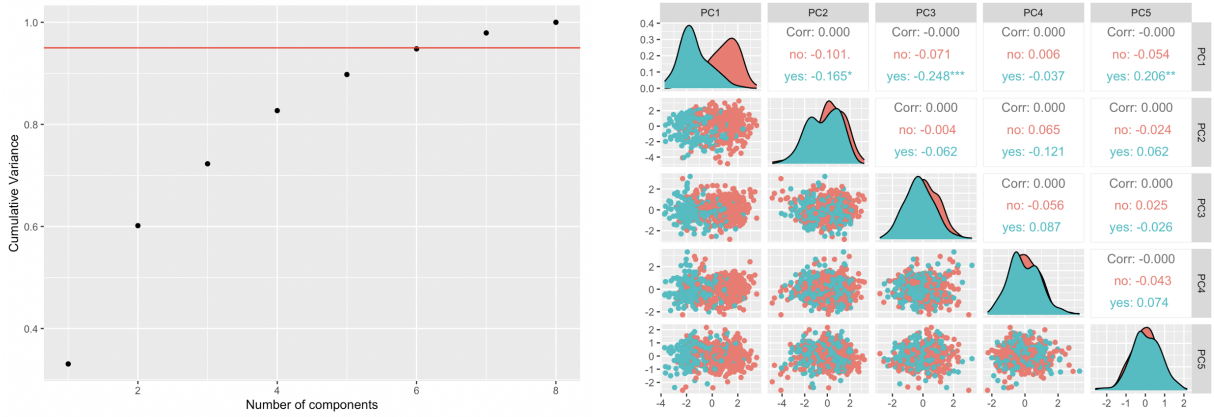 1.0
0.8
0.6
0.4
Cumulative Variance
2
4
6
8
Number of components
PC1
PC2
PC3
PC4
PC5
0.4
0.3
0.2
0.1
0.0
Corr: 0.000
no: -0.101.
yes: -0.165*
Corr: -0.000
no: -0.071
yes: -0.248***
Corr: 0.000
no: 0.006
yes: -0.037
Corr: -0.000
no: -0.054
yes: 0.206**
PC1
2
0
-2
-4
Corr: 0.000
no: -0.004
yes: -0.062
Corr: 0.000
no: 0.065
yes: -0.121
Corr: 0.000
no: -0.024
yes: 0.062
PC2
2
0
-2
Corr: 0.000
no: -0.056
yes: 0.087
Corr: 0.000
no: 0.025
yes: -0.026
PC3
2
0
-2
Corr: -0.000
no: -0.043
yes: 0.074
PC4
2
1
0
-1
-2
PC5
-4 -2 0 2
-4 -2 0 2
-2 0 2
-2 0 2
-2 -1 0 1 2